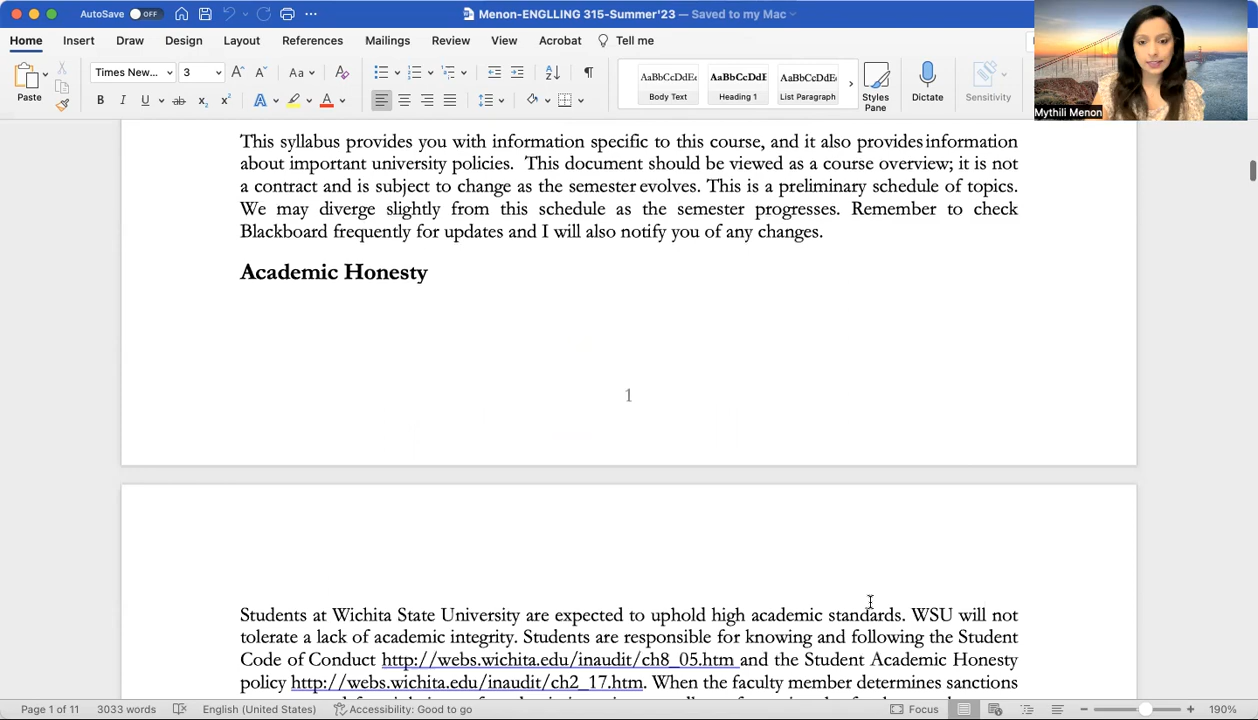 AutoSave OFF
Menon-ENGLLING 315-Summer'23 — Saved to my Mac
Home Insert Draw Design Layout References Mailings Review View Acrobat Tell me
Paste
Times New... 3
Aa
B I U ab x₂ x² A A
AaBbCcDdEe AaBbCcDdE AaBbCcDdEe
Body Text Heading 1 List Paragraph
Styles Pane
Dictate
Sensitivity
Mythili Menon
This syllabus provides you with information specific to this course, and it also provides information
about important university policies. This document should be viewed as a course overview; it is not
a contract and is subject to change as the semester evolves. This is a preliminary schedule of topics.
We may diverge slightly from this schedule as the semester progresses. Remember to check
Blackboard frequently for updates and I will also notify you of any changes.
Academic Honesty
1
Students at Wichita State University are expected to uphold high academic standards. WSU will not
tolerate a lack of academic integrity. Students are responsible for knowing and following the Student
Code of Conduct http://webs.wichita.edu/inaudit/ch8_05.htm and the Student Academic Honesty
policy http://webs.wichita.edu/inaudit/ch2_17.htm. When the faculty member determines sanctions
Page 1 of 11 3033 words English (United States) Accessibility: Good to go Focus 190%